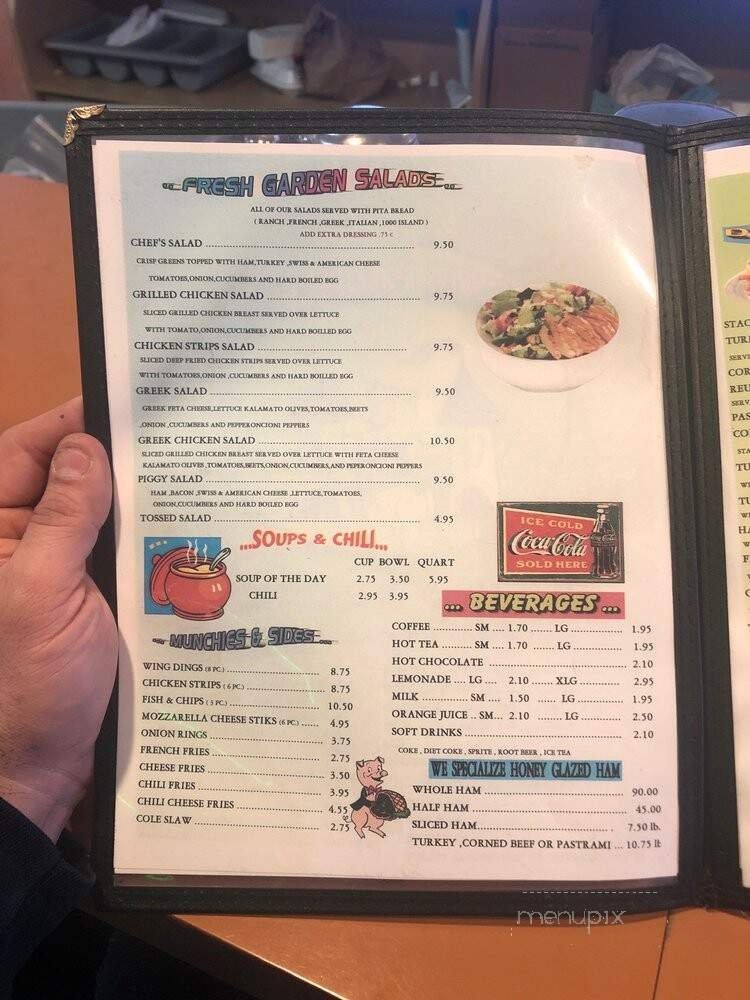 FRESH GARDEN SALADS
ALL OF OUR SALADS SERVED WITH PITA BREAD
( RANCH ,FRENCH ,GREEK ,ITALIAN ,1000 ISLAND )
ADD EXTRA DRESSING .75 c
CHEF'S SALAD 9.50
CRISP GREENS TOPPED WITH HAM,TURKEY ,SWISS & AMERICAN CHEESE
TOMATOES,ONION,CUCUMBERS AND HARD BOILED EGG
GRILLED CHICKEN SALAD 9.75
SLICED GRILLED CHICKEN BREAST SERVED OVER LETTUCE
WITH TOMATO,ONION,CUCUMBERS AND HARD BOILLED EGG
CHICKEN STRIPS SALAD 9.75
SLICED DEEP FRIED CHICKEN STRIPS SERVED OVER LETTUCE
WITH TOMATOES,ONION ,CUCUMBERS AND HARD BOILLED EGG
GREEK SALAD 9.50
GREEK FETA CHEESE,LETTUCE KALAMATO OLIVES,TOMATOES,BEETS
,ONION ,CUCUMBERS AND PEPPERONCINI PEPPERS
GREEK CHICKEN SALAD 10.50
SLICED GRILLED CHICKEN BREAST SERVED OVER LETTUCE WITH FETA CHEESE
KALAMATO OLIVES ,TOMATOES,BEETS,ONION,CUCUMBERS,AND PEPERONCIONI PEPPERS
PIGGY SALAD 9.50
HAM ,BACON ,SWISS & AMERICAN CHEESE ,LETTUCE,TOMATOES,
ONION,CUCUMBERS AND HARD BOILED EGG
TOSSED SALAD 4.95
...SOUPS & CHILI...
CUP BOWL QUART
SOUP OF THE DAY 2.75 3.50 5.95
CHILI 2.95 3.95
MUNCHIES & SIDES
WING DINGS (8 PC.) 8.75
CHICKEN STRIPS ( 6 PC.) 8.75
FISH & CHIPS ( 3 PC.) 10.50
MOZZARELLA CHEESE STIKS (6 PC.) 4.95
ONION RINGS 3.75
FRENCH FRIES 2.75
CHEESE FRIES 3.50
CHILI FRIES 3.95
CHILI CHEESE FRIES 4.55
COLE SLAW 2.75
ICE COLD
Coca-Cola
SOLD HERE
... BEVERAGES ...
COFFEE SM .... 1.70 ....... LG 1.95
HOT TEA SM .... 1.70 ...... LG 1.95
HOT CHOCOLATE 2.10
LEMONADE .... LG .... 2.10 ....... XLG 2.95
MILK SM .... 1.50 ...... LG 1.95
ORANGE JUICE .. SM... 2.10 ........ LG 2.50
SOFT DRINKS 2.10
COKE , DIET COKE , SPRITE , ROOT BEER , ICE TEA
WE SPECIALIZE HONEY GLAZED HAM
WHOLE HAM 90.00
HALF HAM 45.00
SLICED HAM 7.50 lb.
TURKEY ,CORNED BEEF OR PASTRAMI ... 10.75 lb
menupix